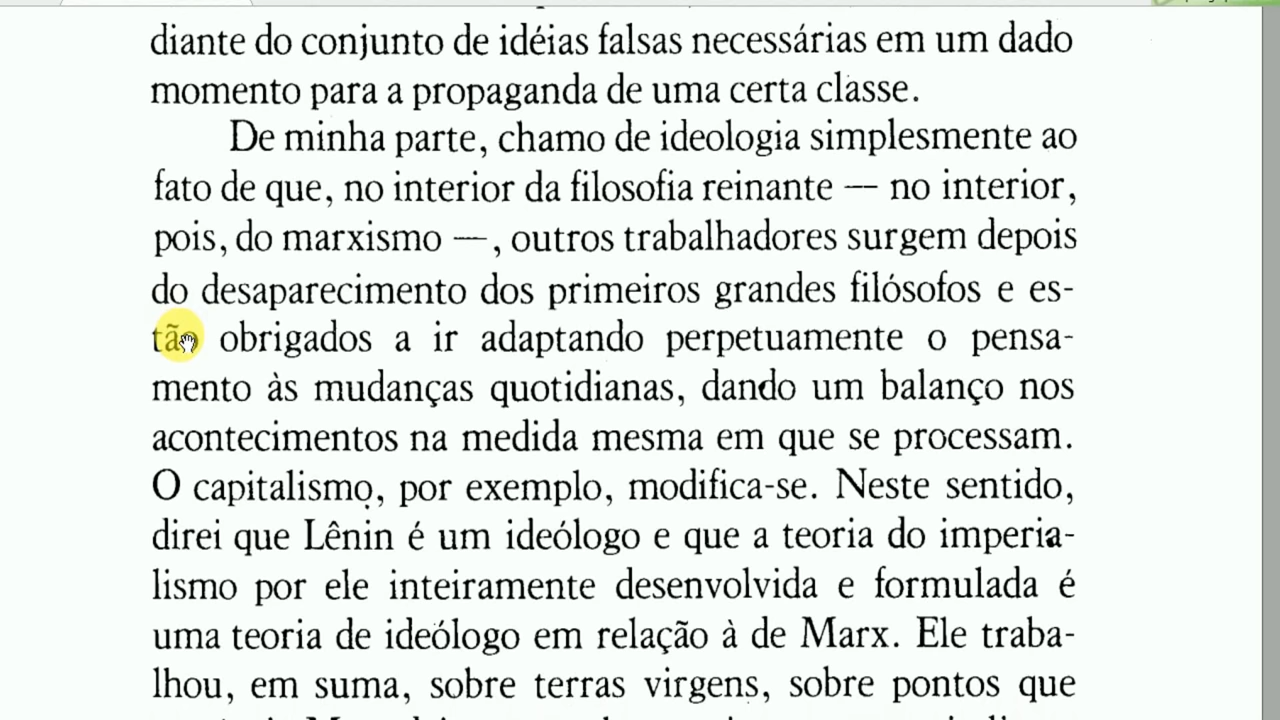 diante do conjunto de idéias falsas necessárias em um dado
momento para a propaganda de uma certa classe.
De minha parte, chamo de ideologia simplesmente ao
fato de que, no interior da filosofia reinante — no interior,
pois, do marxismo —, outros trabalhadores surgem depois
do desaparecimento dos primeiros grandes filósofos e es-
tão obrigados a ir adaptando perpetuamente o pensa-
mento às mudanças quotidianas, dando um balanço nos
acontecimentos na medida mesma em que se processam.
O capitalismo, por exemplo, modifica-se. Neste sentido,
direi que Lênin é um ideólogo e que a teoria do imperia-
lismo por ele inteiramente desenvolvida e formulada é
uma teoria de ideólogo em relação à de Marx. Ele traba-
lhou, em suma, sobre terras virgens, sobre pontos que